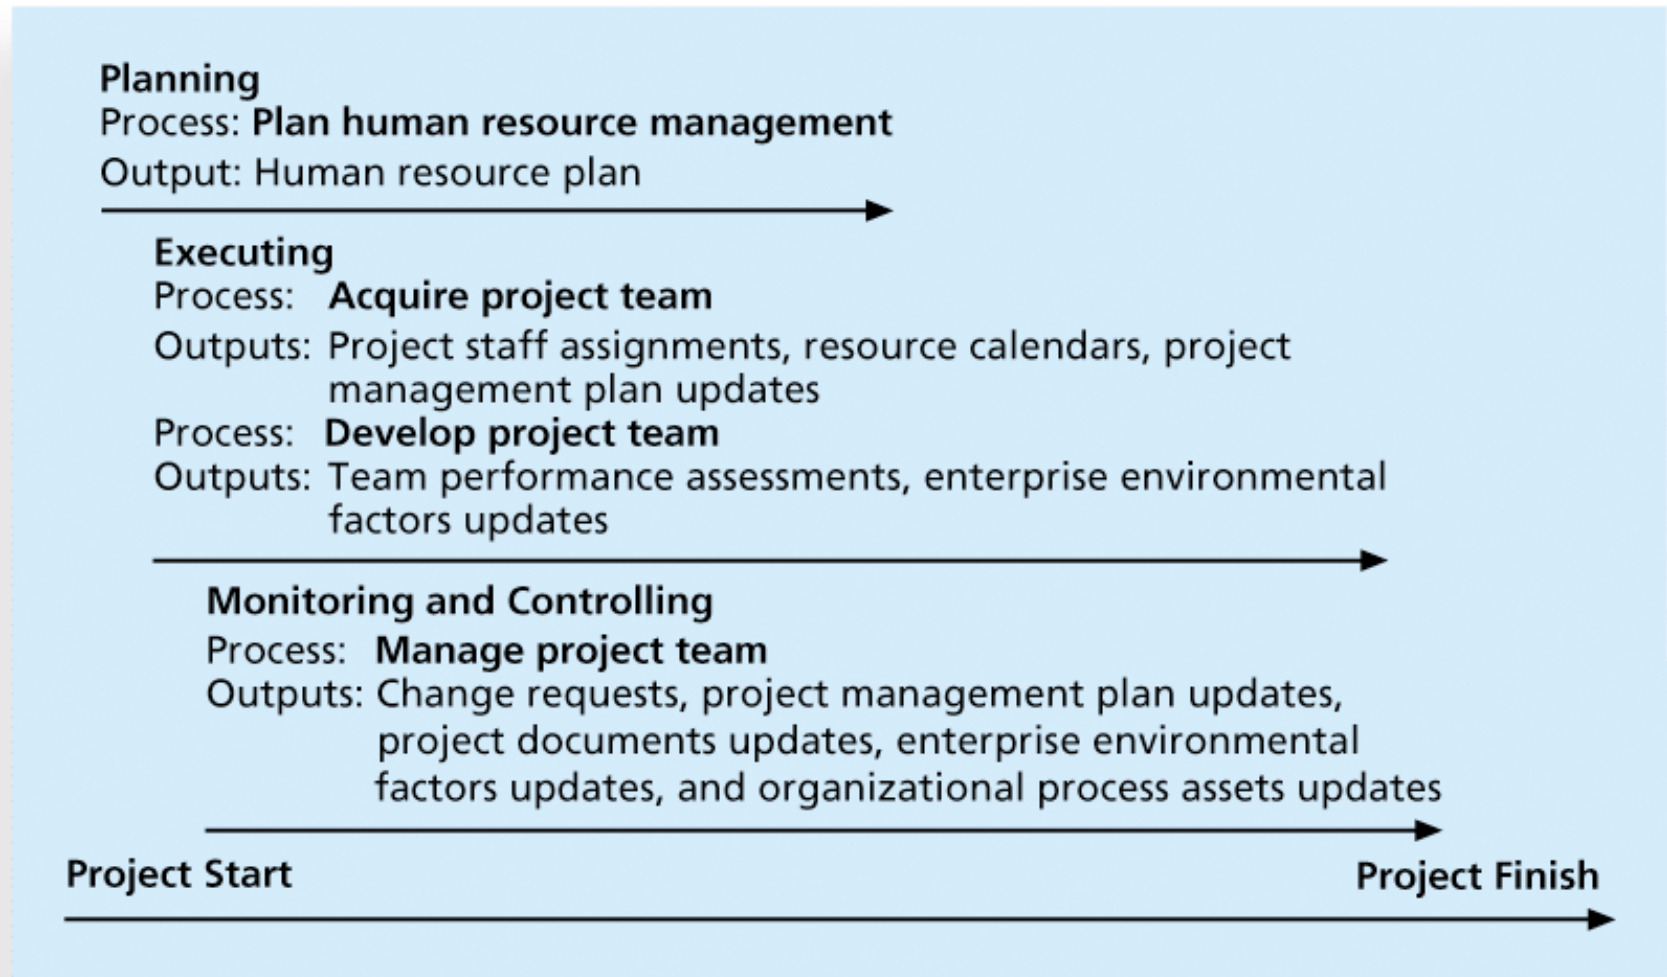 Planning
Process: Plan human resource management
Output: Human resource plan
Executing
Process: Acquire project team
Outputs: Project staff assignments, resource calendars, project
management plan updates
Process: Develop project team
Outputs: Team performance assessments, enterprise environmental
factors updates
Monitoring and Controlling
Process: Manage project team
Outputs: Change requests, project management plan updates,
project documents updates, enterprise environmental
factors updates, and organizational process assets updates
Project Start Project Finish